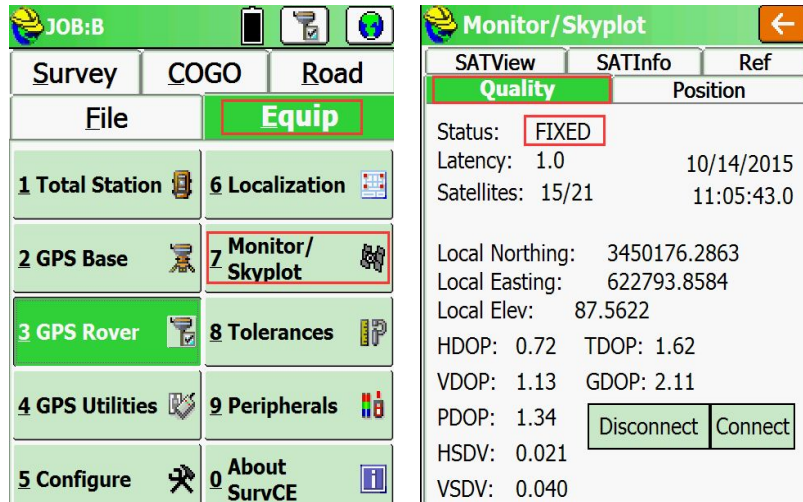 JOB:B
Survey COGO Road
File Equip
1 Total Station 6 Localization
2 GPS Base 7 Monitor/
Skyplot
3 GPS Rover 8 Tolerances
4 GPS Utilities 9 Peripherals
5 Configure 0 About
SurvCE
Monitor/Skyplot
SATView SATInfo Ref
Quality Position
Status: FIXED
Latency: 1.0 10/14/2015
Satellites: 15/21 11:05:43.0
Local Northing: 3450176.2863
Local Easting: 622793.8584
Local Elev: 87.5622
HDOP: 0.72 TDOP: 1.62
VDOP: 1.13 GDOP: 2.11
PDOP: 1.34 Disconnect Connect
HSDV: 0.021
VSDV: 0.040